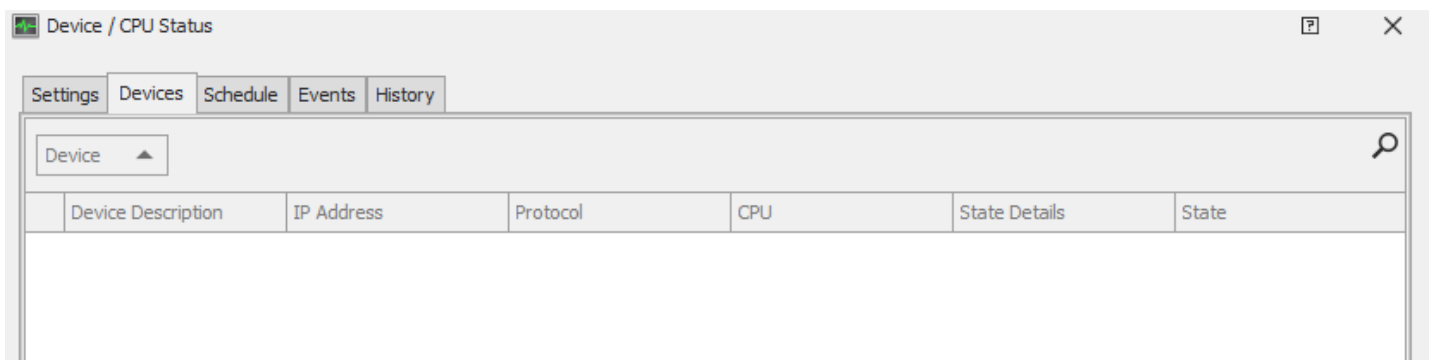 Device / CPU Status
Settings Devices Schedule Events History
Device
Device Description IP Address Protocol CPU State Details State